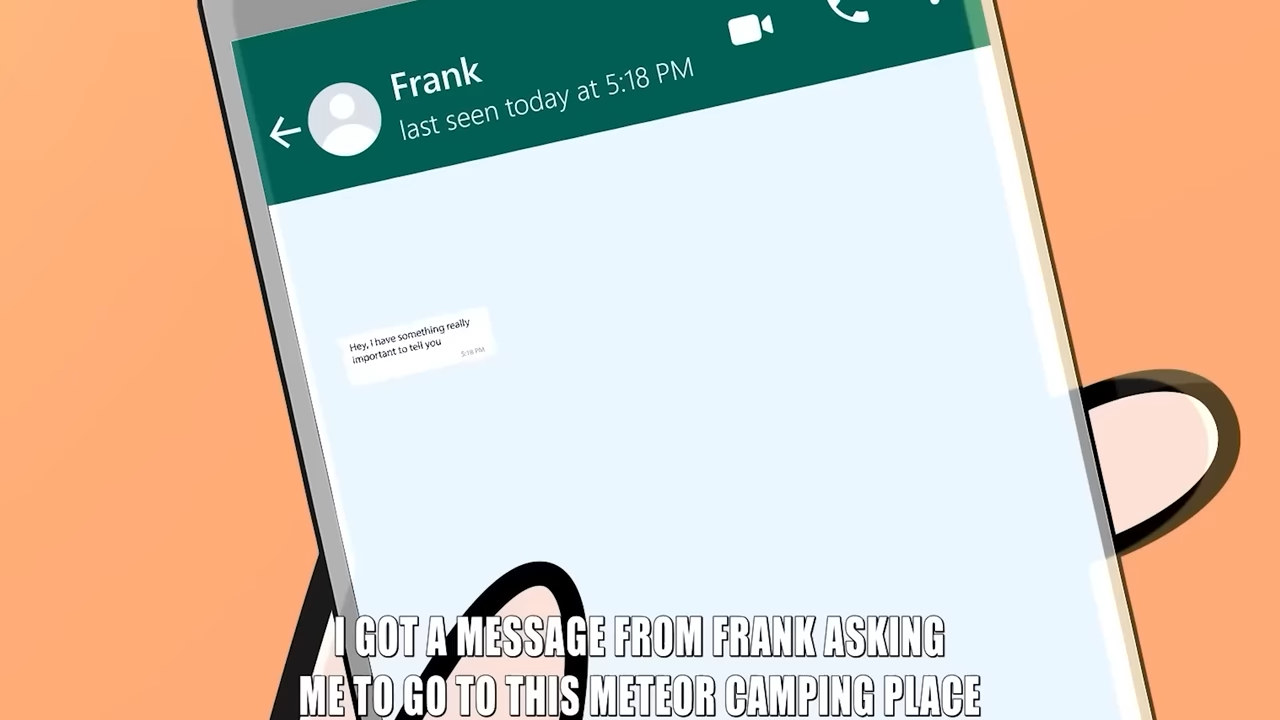 Frank
last seen today at 5:18 PM
Hey, I have something really
important to tell you
5:18 PM
I GOT A MESSAGE FROM FRANK ASKING
ME TO GO TO THIS METEOR CAMPING PLACE